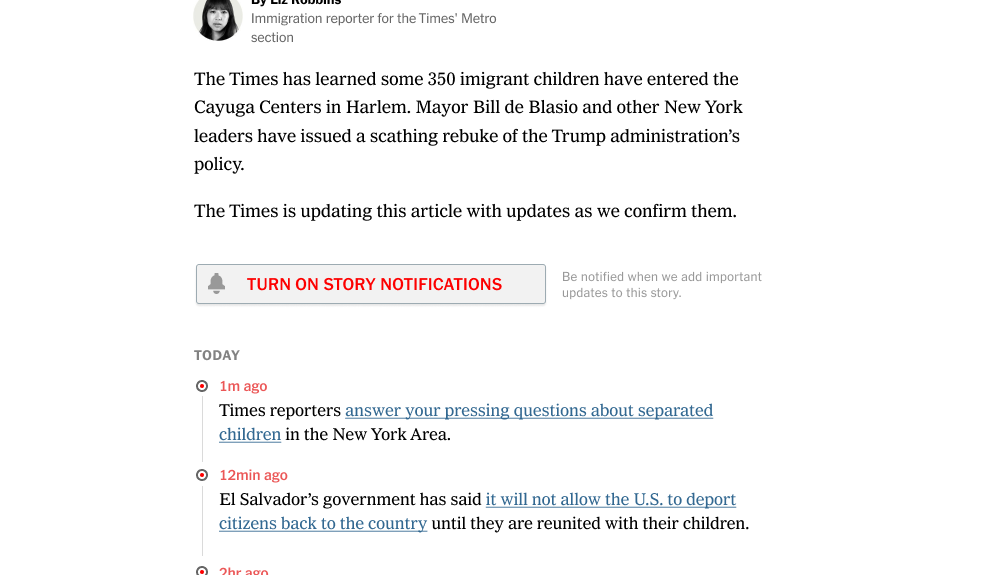 By Liz Robbins
Immigration reporter for the Times' Metro
section
The Times has learned some 350 imigrant children have entered the
Cayuga Centers in Harlem. Mayor Bill de Blasio and other New York
leaders have issued a scathing rebuke of the Trump administration’s
policy.
The Times is updating this article with updates as we confirm them.
TURN ON STORY NOTIFICATIONS
Be notified when we add important
updates to this story.
TODAY
1m ago
Times reporters answer your pressing questions about separated
children in the New York Area.
12min ago
El Salvador’s government has said it will not allow the U.S. to deport
citizens back to the country until they are reunited with their children.
2hr ago